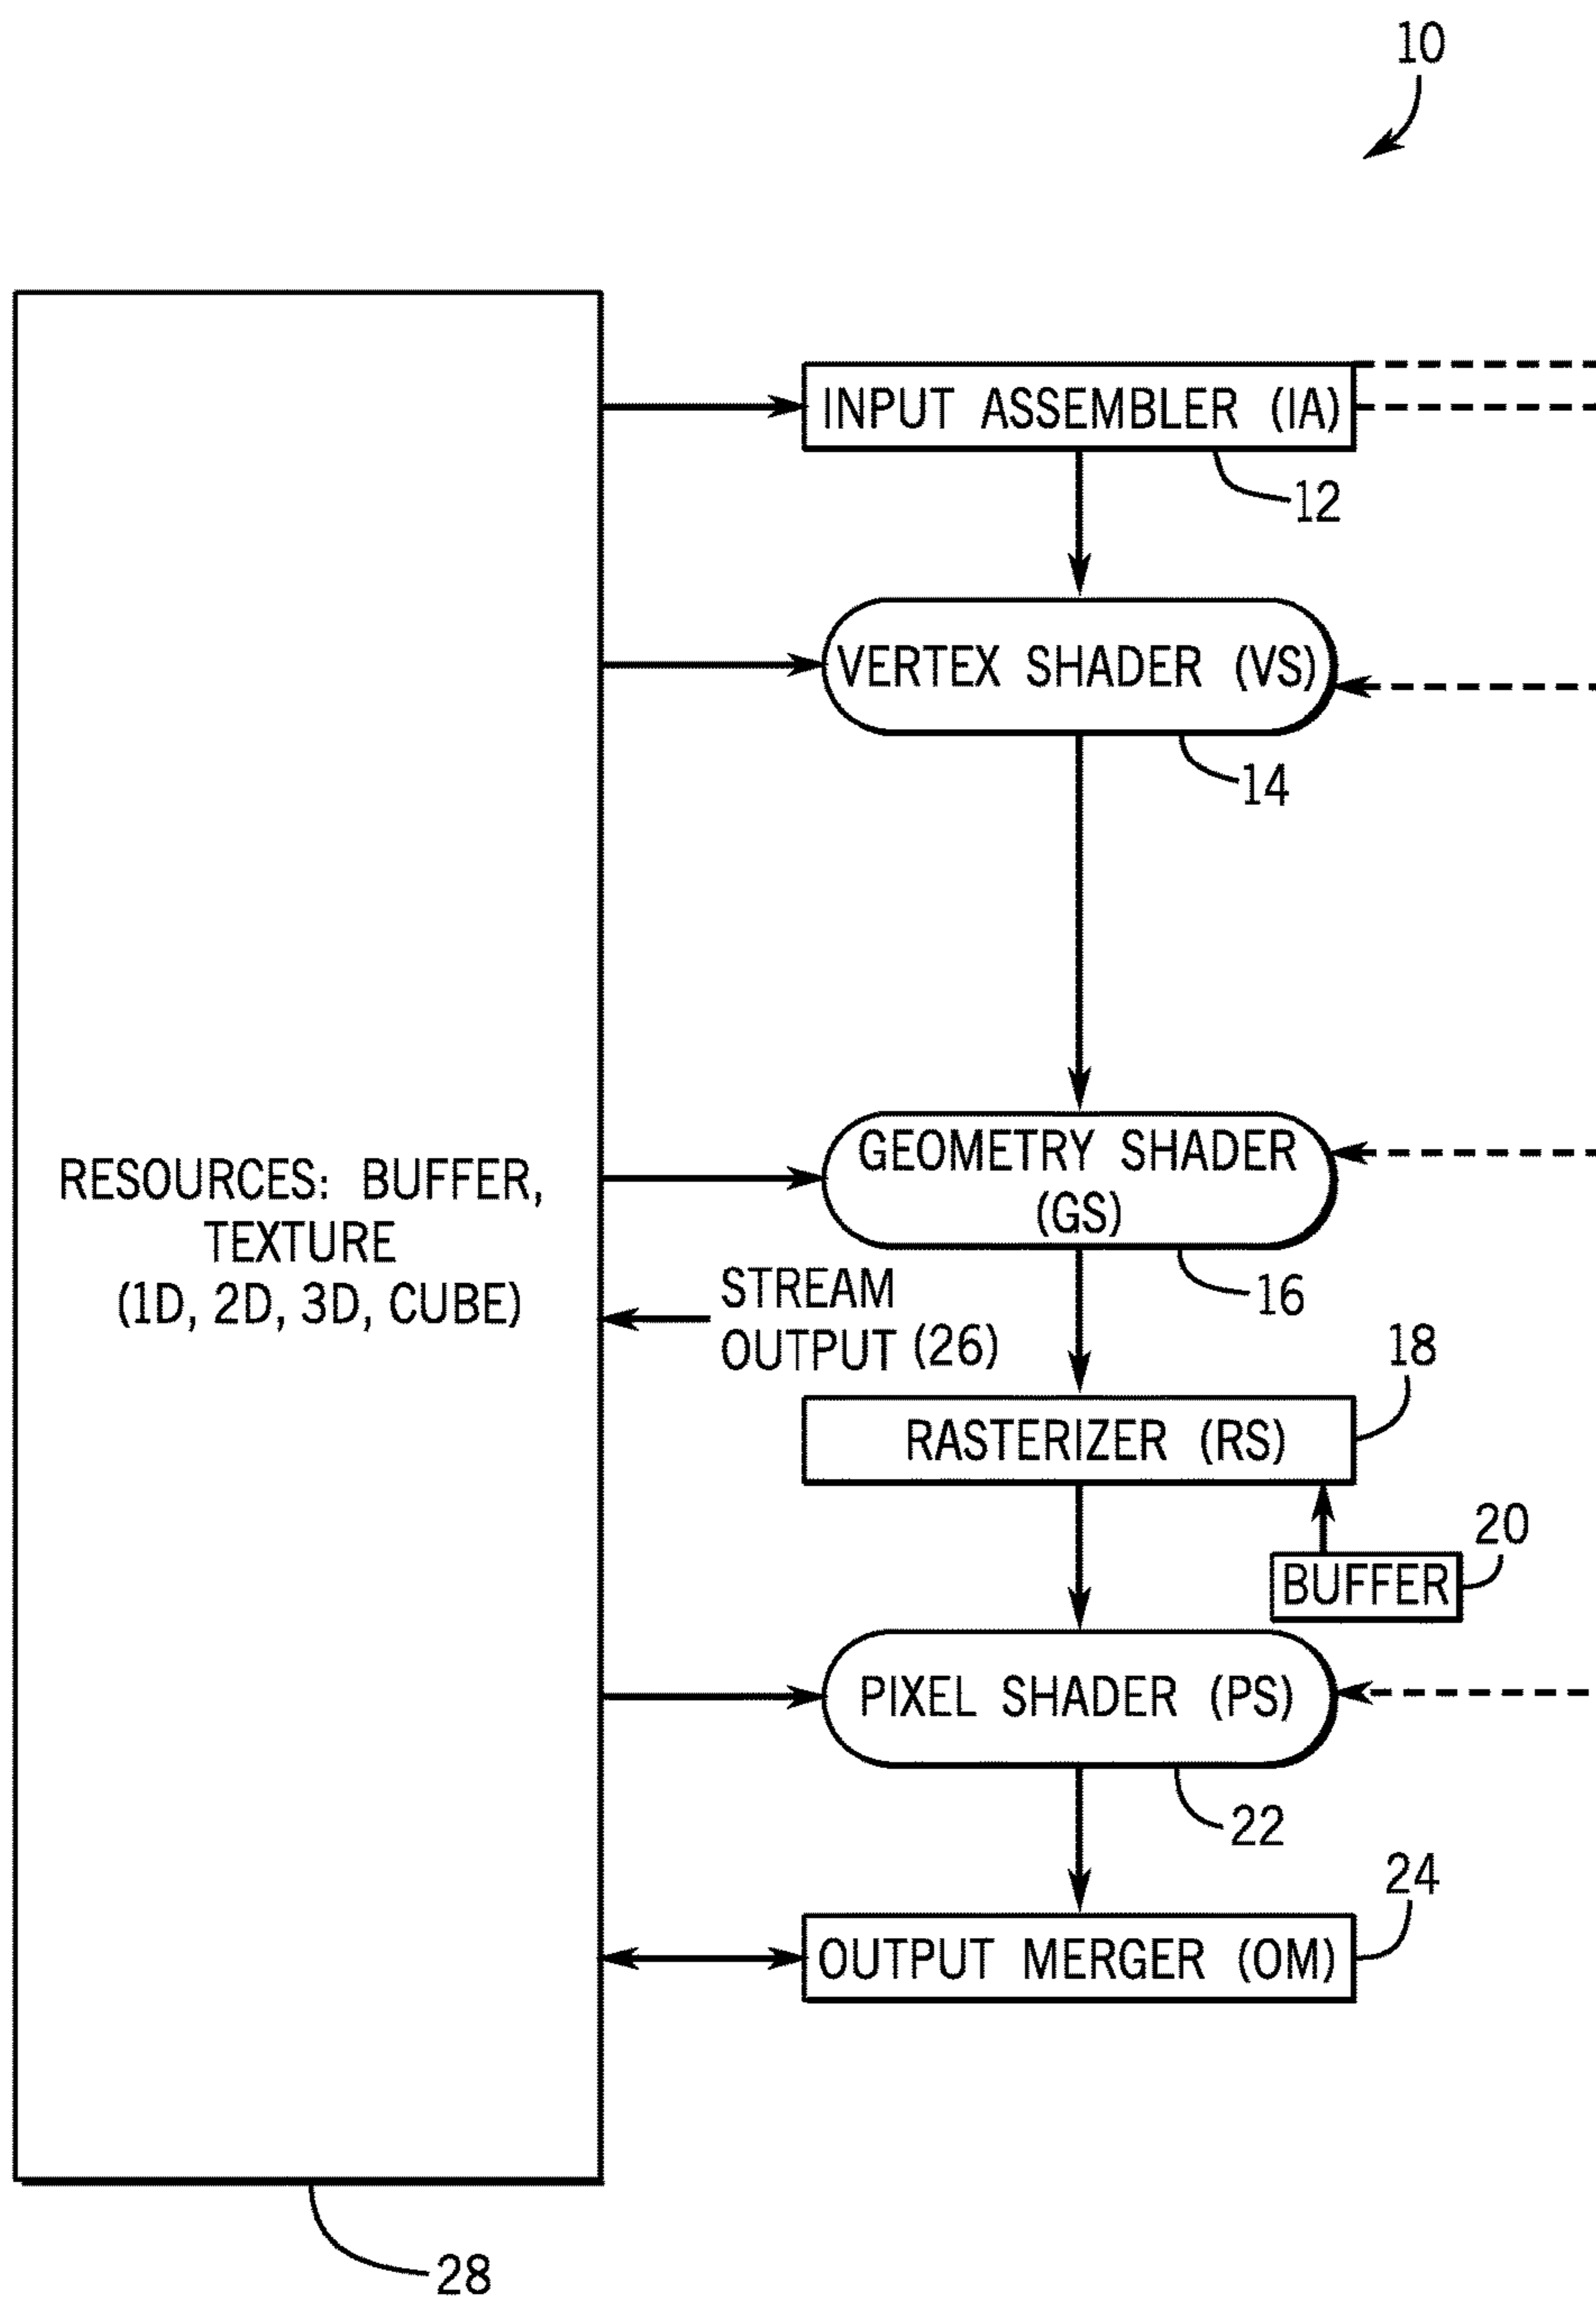 10
INPUT ASSEMBLER (IA)
12
VERTEX SHADER (VS)
14
GEOMETRY SHADER
(GS)
16
RESOURCES: BUFFER,
TEXTURE
(1D, 2D, 3D, CUBE)
STREAM
OUTPUT (26)
18
RASTERIZER (RS)
20
BUFFER
PIXEL SHADER (PS)
22
24
OUTPUT MERGER (OM)
28